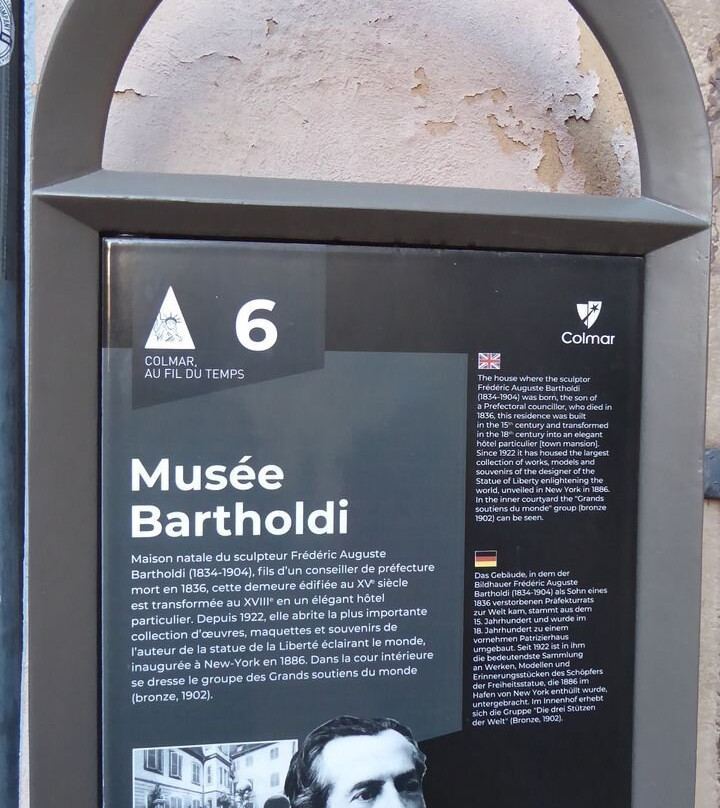 6
COLMAR,
AU FIL DU TEMPS
Colmar
Musée
Bartholdi
Maison natale du sculpteur Frédéric Auguste
Bartholdi (1834-1904), fils d'un conseiller de préfecture
mort en 1836, cette demeure édifiée au XVᵉ siècle
est transformée au XVIIIᵉ en un élégant hôtel
particulier. Depuis 1922, elle abrite la plus importante
collection d'œuvres, maquettes et souvenirs de
l'auteur de la statue de la Liberté éclairant le monde,
inaugurée à New-York en 1886. Dans la cour intérieure
se dresse le groupe des Grands soutiens du monde
(bronze, 1902).
The house where the sculptor
Frédéric Auguste Bartholdi
(1834-1904) was born, the son of
a Prefectoral councillor, who died in
1836, this residence was built
in the 15ᵗʰ century and transformed
in the 18ᵗʰ century into an elegant
hôtel particulier [town mansion].
Since 1922 it has housed the largest
collection of works, models and
souvenirs of the designer of the
Statue of Liberty enlightening the
world, unveiled in New York in 1886.
In the inner courtyard the "Grands
soutiens du monde" group (bronze
1902) can be seen.
Das Gebäude, in dem der
Bildhauer Frédéric Auguste
Bartholdi (1834-1904) als Sohn eines
1836 verstorbenen Präfekturrats
zur Welt kam, stammt aus dem
15. Jahrhundert und wurde im
18. Jahrhundert zu einem
vornehmen Patrizierhaus
umgebaut. Seit 1922 ist in ihm
die bedeutendste Sammlung
an Werken, Modellen und
Erinnerungsstücken des Schöpfers
der Freiheitsstatue, die 1886 im
Hafen von New York enthüllt wurde,
untergebracht. Im Innenhof erhebt
sich die Gruppe "Die drei Stützen
der Welt" (Bronze, 1902).